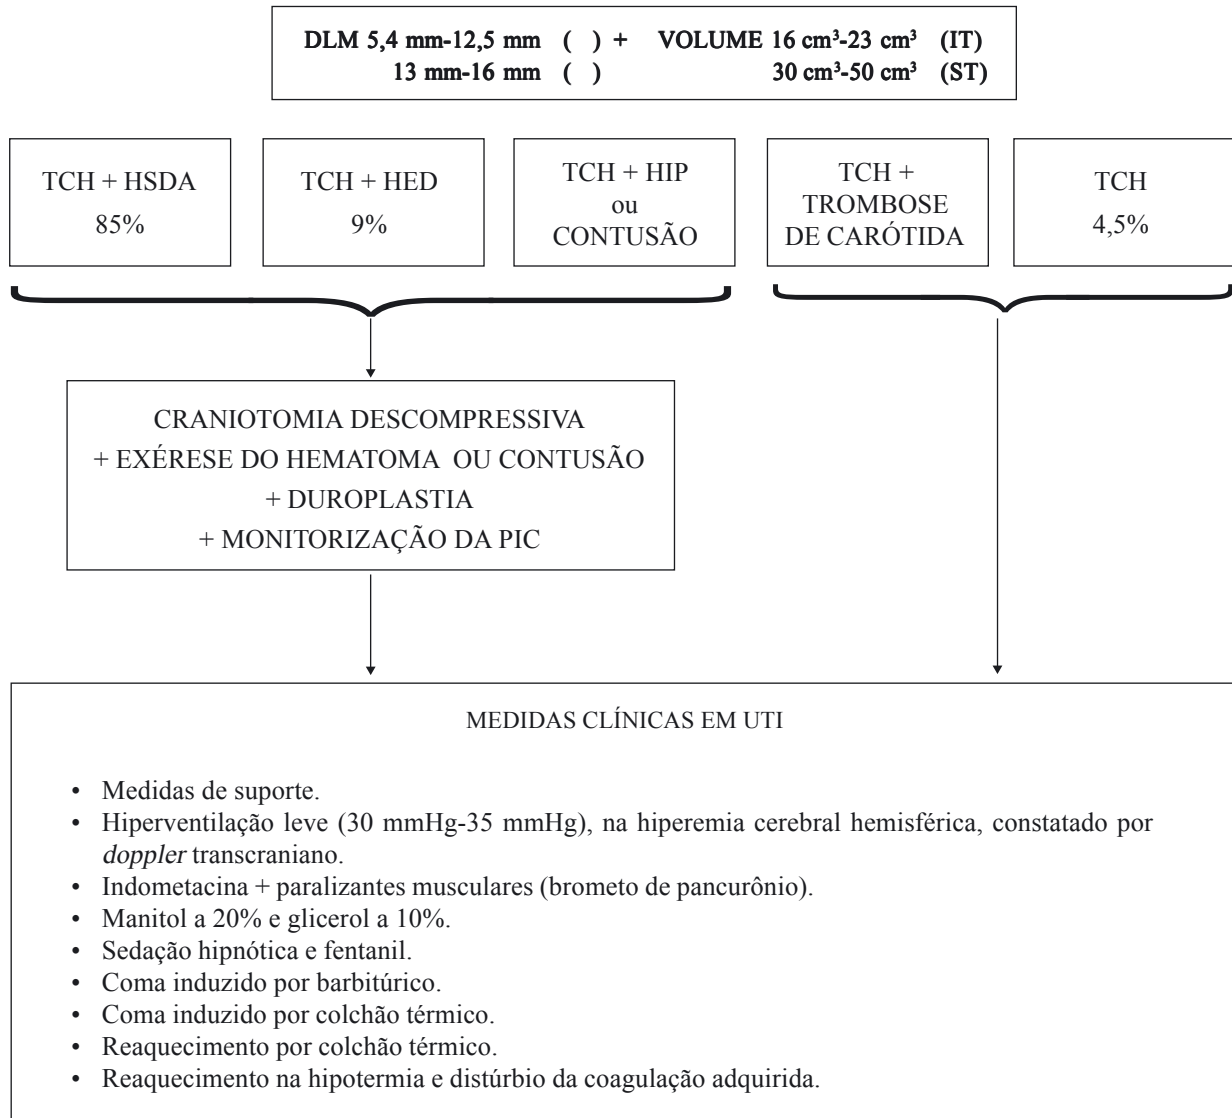 DLM 5,4 mm-12,5 mm ( ) + VOLUME 16 cm³-23 cm³ (IT)
13 mm-16 mm ( ) 30 cm³-50 cm³ (ST)
TCH + HSDA
85%
TCH + HED
9%
TCH + HIP
ou
CONTUSÃO
TCH +
TROMBOSE
DE CARÓTIDA
TCH
4,5%
CRANIOTOMIA DESCOMPRESSIVA
+ EXÉRESE DO HEMATOMA OU CONTUSÃO
+ DUROPLASTIA
+ MONITORIZAÇÃO DA PIC
MEDIDAS CLÍNICAS EM UTI
• Medidas de suporte.
• Hiperventilação leve (30 mmHg-35 mmHg), na hiperemia cerebral hemisférica, constatado por
doppler transcraniano.
• Indometacina + paralizantes musculares (brometo de pancurônio).
• Manitol a 20% e glicerol a 10%.
• Sedação hipnótica e fentanil.
• Coma induzido por barbitúrico.
• Coma induzido por colchão térmico.
• Reaquecimento por colchão térmico.
• Reaquecimento na hipotermia e distúrbio da coagulação adquirida.